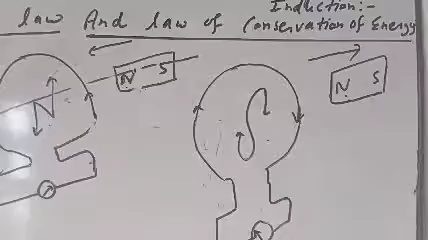 Induction:-
law And law of Conservation of Energy
N
N S
S
N S